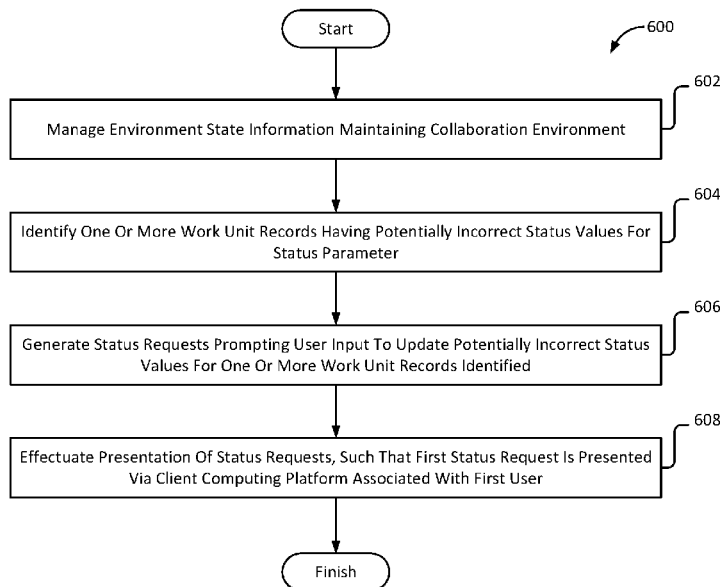 Start
600
602
Manage Environment State Information Maintaining Collaboration Environment
604
Identify One Or More Work Unit Records Having Potentially Incorrect Status Values For
Status Parameter
606
Generate Status Requests Prompting User Input To Update Potentially Incorrect Status
Values For One Or More Work Unit Records Identified
608
Effectuate Presentation Of Status Requests, Such That First Status Request Is Presented
Via Client Computing Platform Associated With First User
Finish